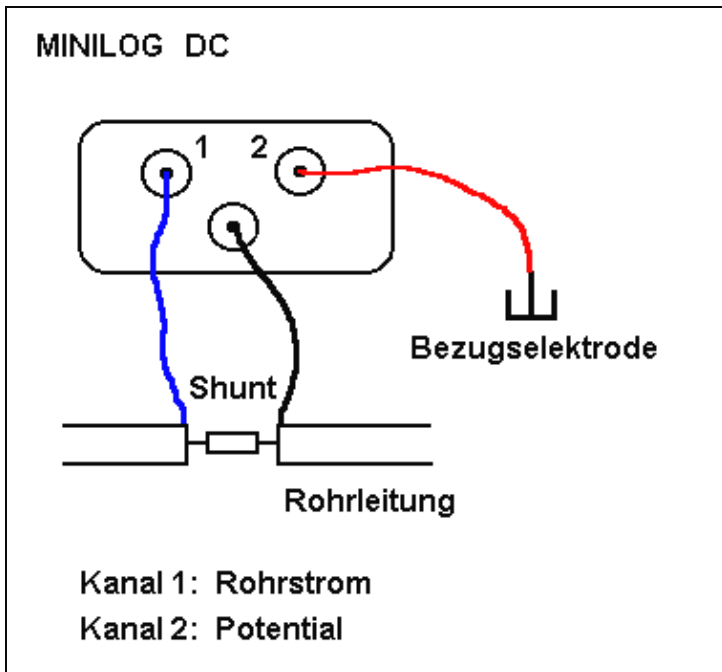 MINILOG DC
1 2
Bezugselektrode
Shunt
Rohrleitung
Kanal 1: Rohrstrom
Kanal 2: Potential